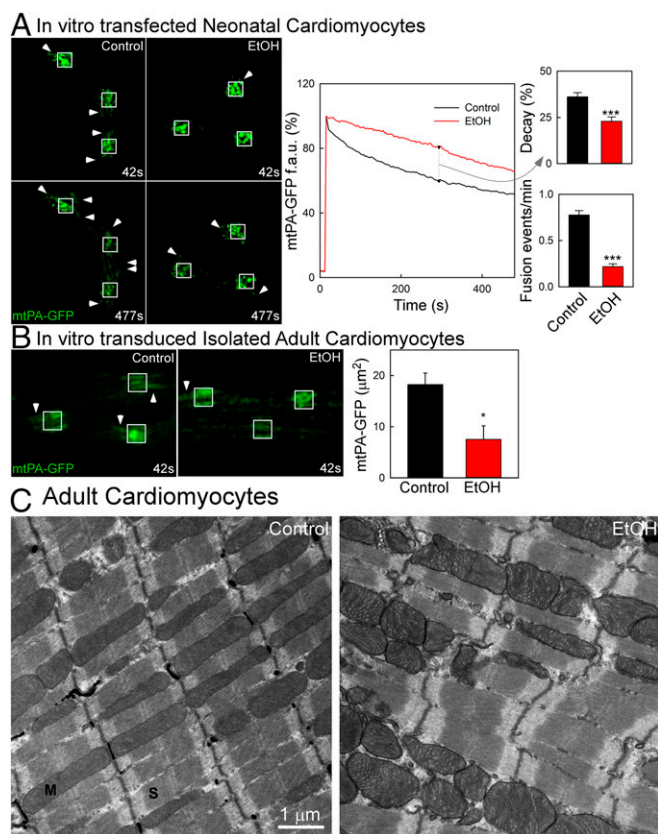 A In vitro transfected Neonatal Cardiomyocytes
Control
EtOH
42s
42s
477s
477s
mtPA-GFP
mtPA-GFP f.a.u. (%)
120
80
40
0
0
200
400
Time (s)
Control
EtOH
Decay (%)
50
25
0
***
Fusion events/min
1.0
0.5
0.0
***
Control
EtOH
B In vitro transduced Isolated Adult Cardiomyocytes
Control
EtOH
mtPA-GFP
42s
42s
mtPA-GFP (μm²)
20
10
0
*
Control
EtOH
C Adult Cardiomyocytes
Control
EtOH
M
S
1 μm